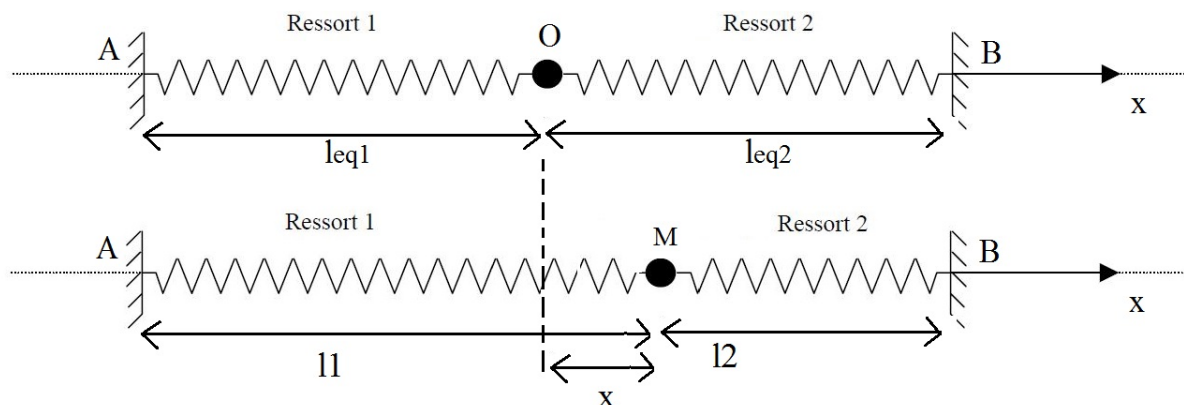 Ressort 1
O
Ressort 2
A
B
x
leq1
leq2
Ressort 1
M
Ressort 2
A
B
x
l1
l2
x